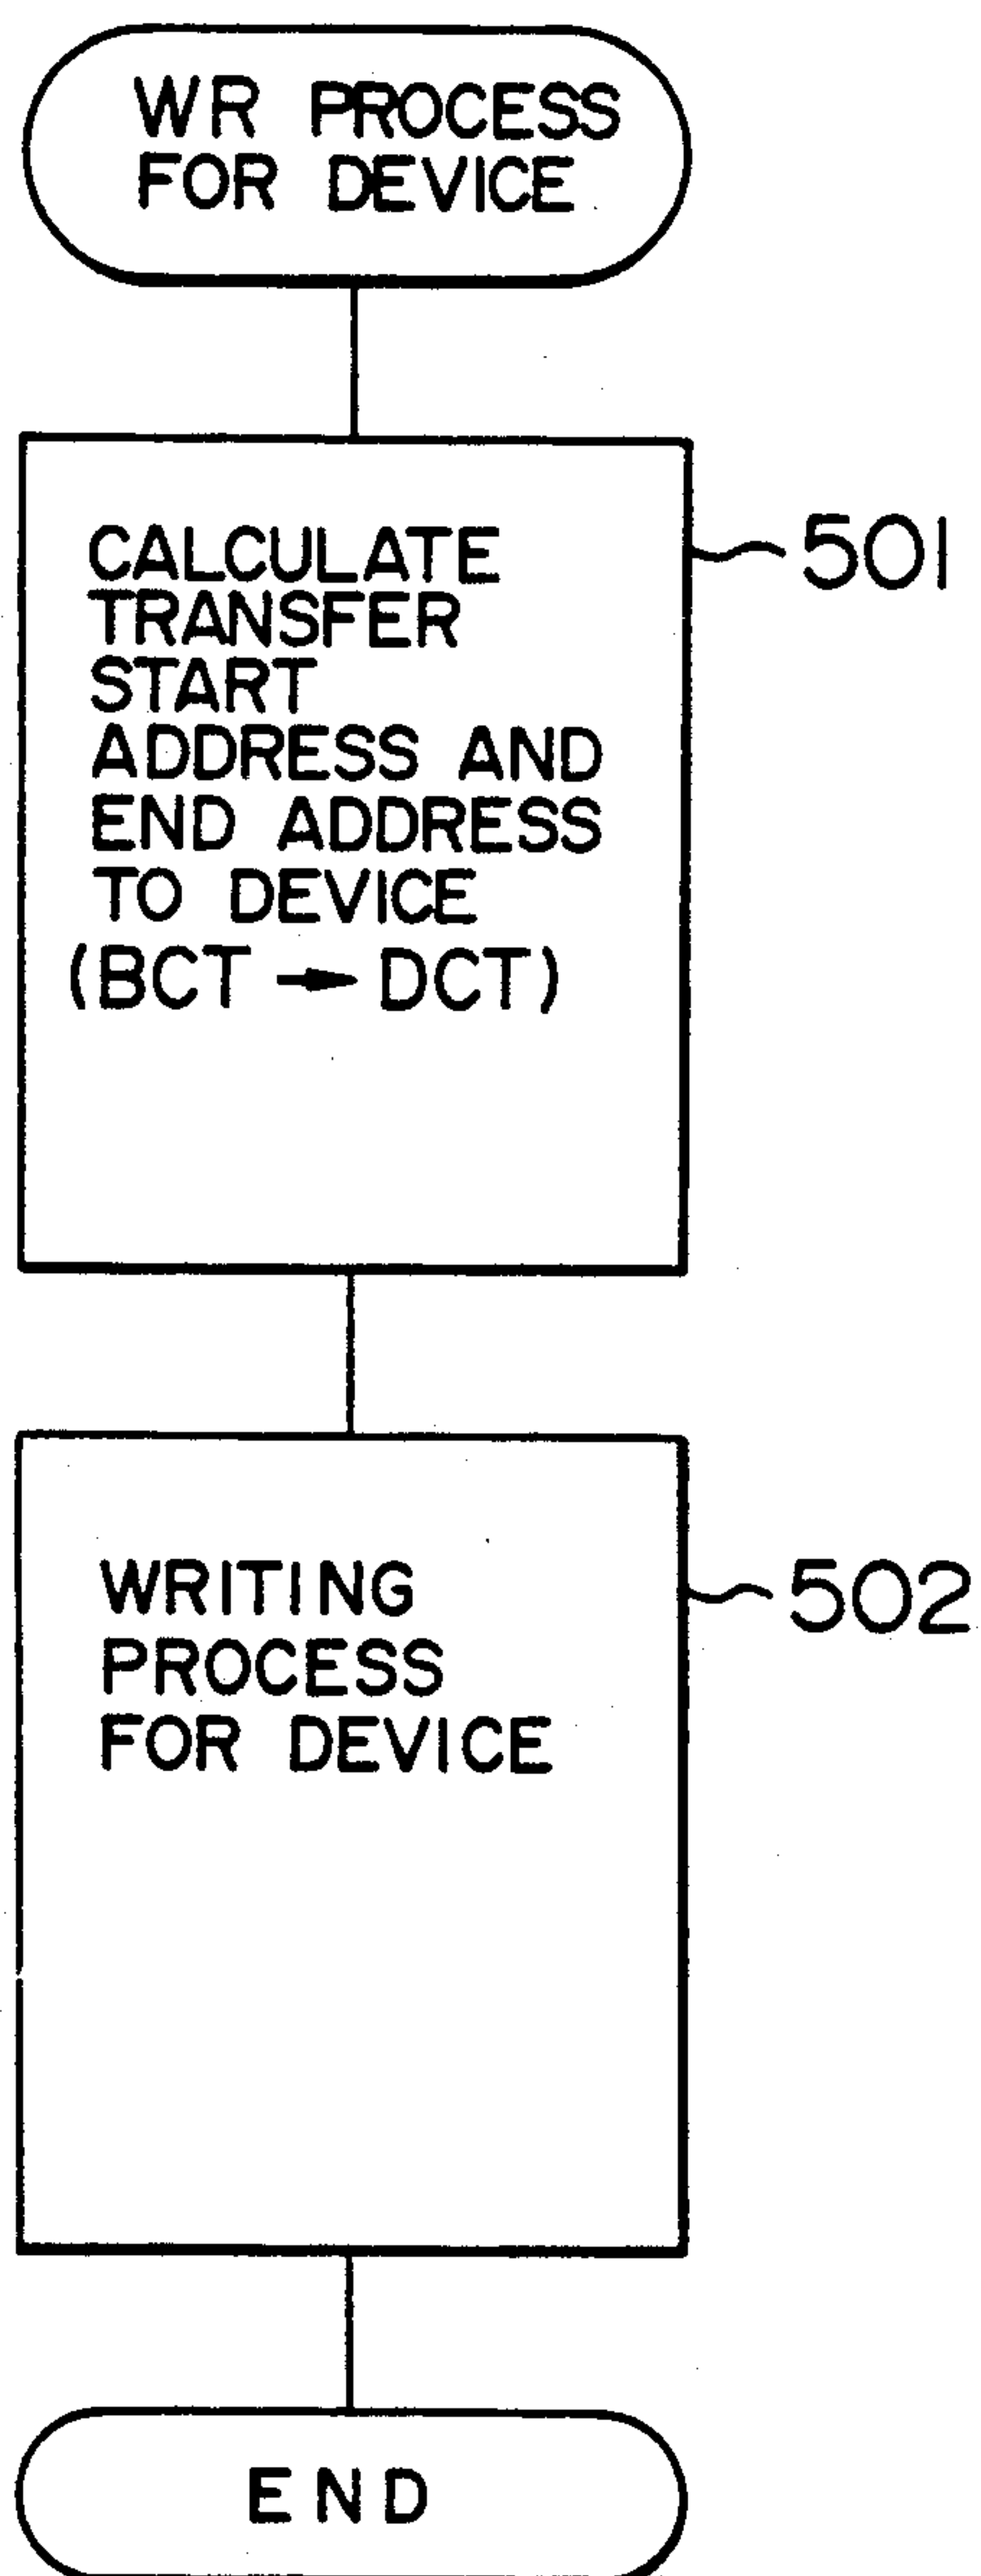 WR PROCESS
FOR DEVICE
CALCULATE
TRANSFER
START
ADDRESS AND
END ADDRESS
TO DEVICE
(BCT → DCT)
501
WRITING
PROCESS
FOR DEVICE
502
END